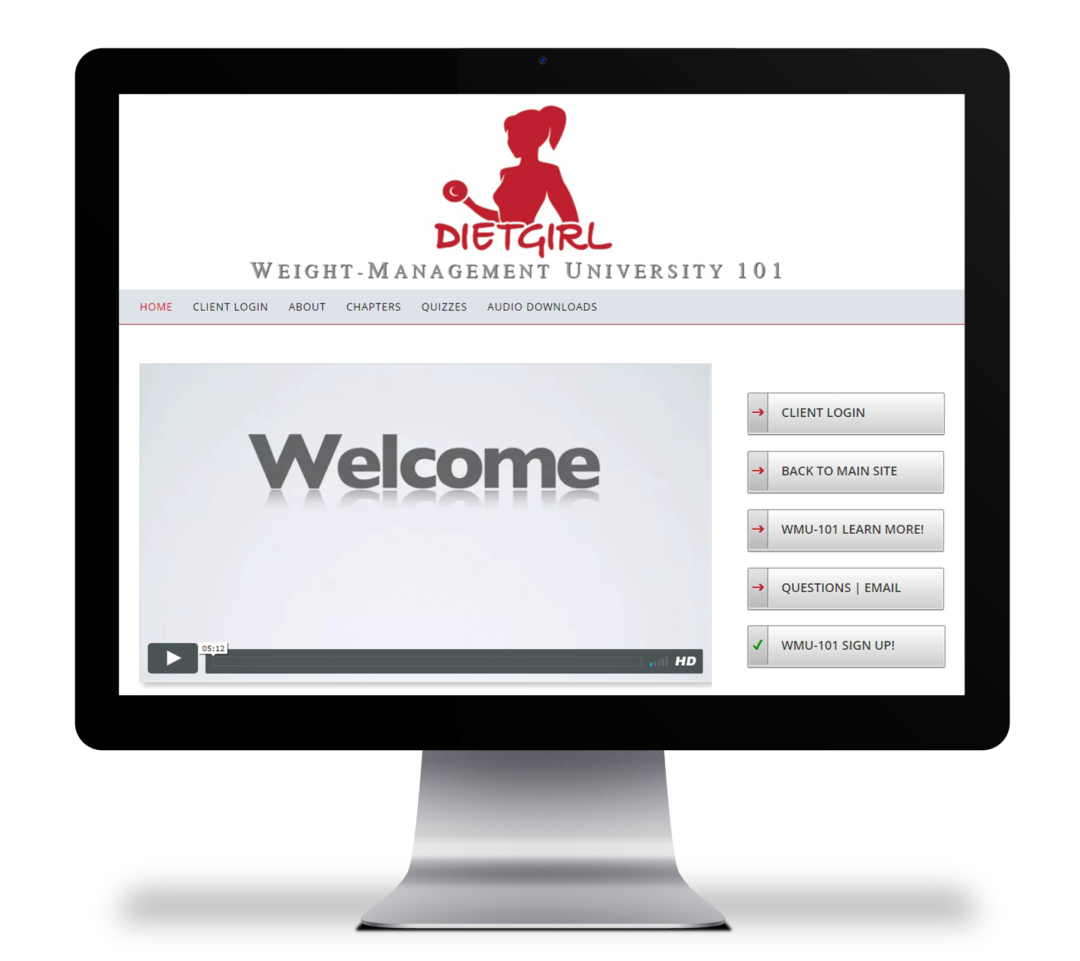 DIETGIRL
WEIGHT-MANAGEMENT UNIVERSITY 101
HOME CLIENT LOGIN ABOUT CHAPTERS QUIZZES AUDIO DOWNLOADS
Welcome
05:12
HD
CLIENT LOGIN
BACK TO MAIN SITE
WMU-101 LEARN MORE!
QUESTIONS | EMAIL
WMU-101 SIGN UP!